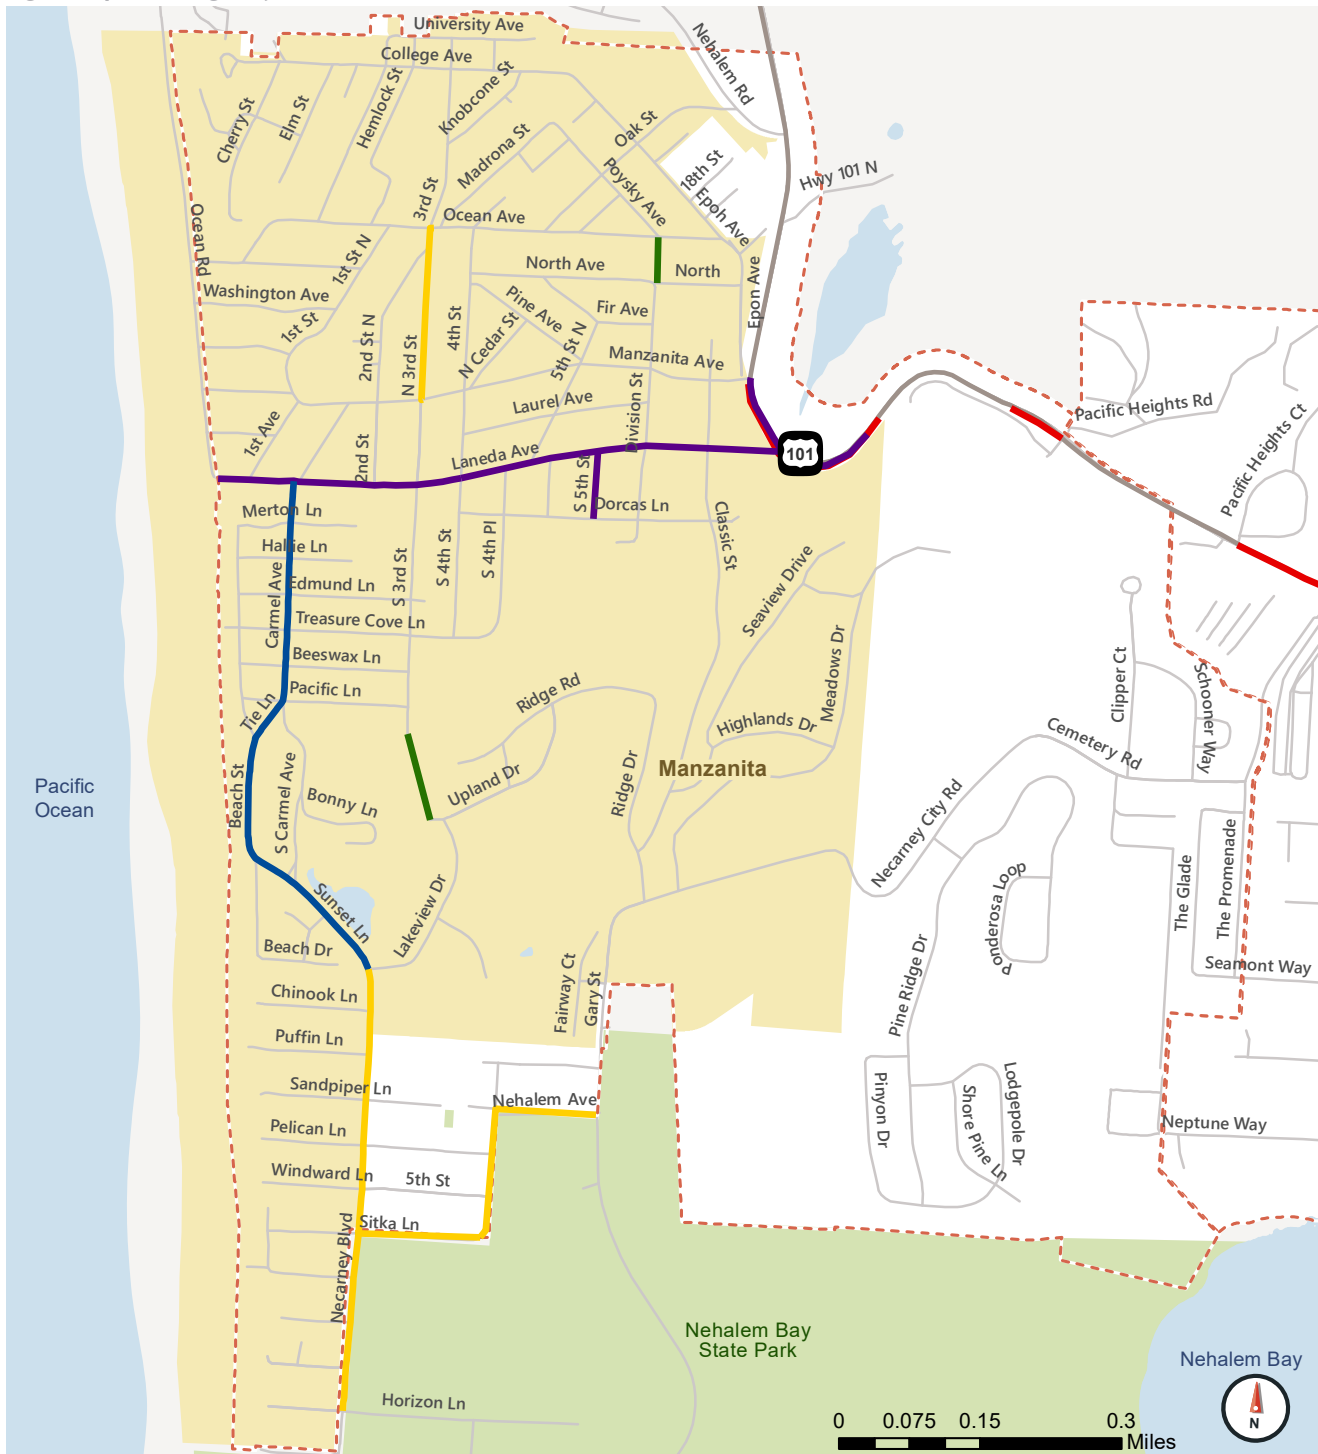 University Ave
College Ave
Nehalem Rd
Cherry St
Elm St
Hemlock St
Knobcone St
Madrona St
Oak St
Poysky Ave
18th St
Epoh Ave
Hwy 101 N
3rd St
Ocean Ave
Ocean Rd
1st St N
North Ave
North
Washington Ave
Pine Ave
Fir Ave
Epon Ave
1st St
2nd St N
N 3rd St
4th St
N Cedar St
5th St N
Manzanita Ave
Division St
Laurel Ave
1st Ave
2nd St
Laneda Ave
101
Pacific Heights Rd
Pacific Heights Ct
S 5th St
Dorcas Ln
Merton Ln
Hallie Ln
Edmund Ln
Carmel Ave
Treasure Cove Ln
S 3rd St
S 4th St
S 4th Pl
Classic St
Seaview Drive
Meadows Dr
Beeswax Ln
Pacific Ln
Tie Ln
Ridge Rd
Highlands Dr
Clipper Ct
Schooner Way
Cemetery Rd
Manzanita
Pacific
Ocean
Beach St
S Carmel Ave
Bonny Ln
Upland Dr
Ridge Dr
Necarney City Rd
Ponderosa Loop
The Glade
The Promenade
Sunset Ln
Lakeview Dr
Beach Dr
Seamont Way
Chinook Ln
Fairway Ct
Gary St
Pine Ridge Dr
Puffin Ln
Sandpiper Ln
Nehalem Ave
Pinyon Dr
Shore Pine Ln
Lodgepole Dr
Neptune Way
Pelican Ln
Windward Ln
5th St
Sitka Ln
Necarney Blvd
Nehalem Bay
State Park
Nehalem Bay
Horizon Ln
N
0 0.075 0.15 0.3
Miles